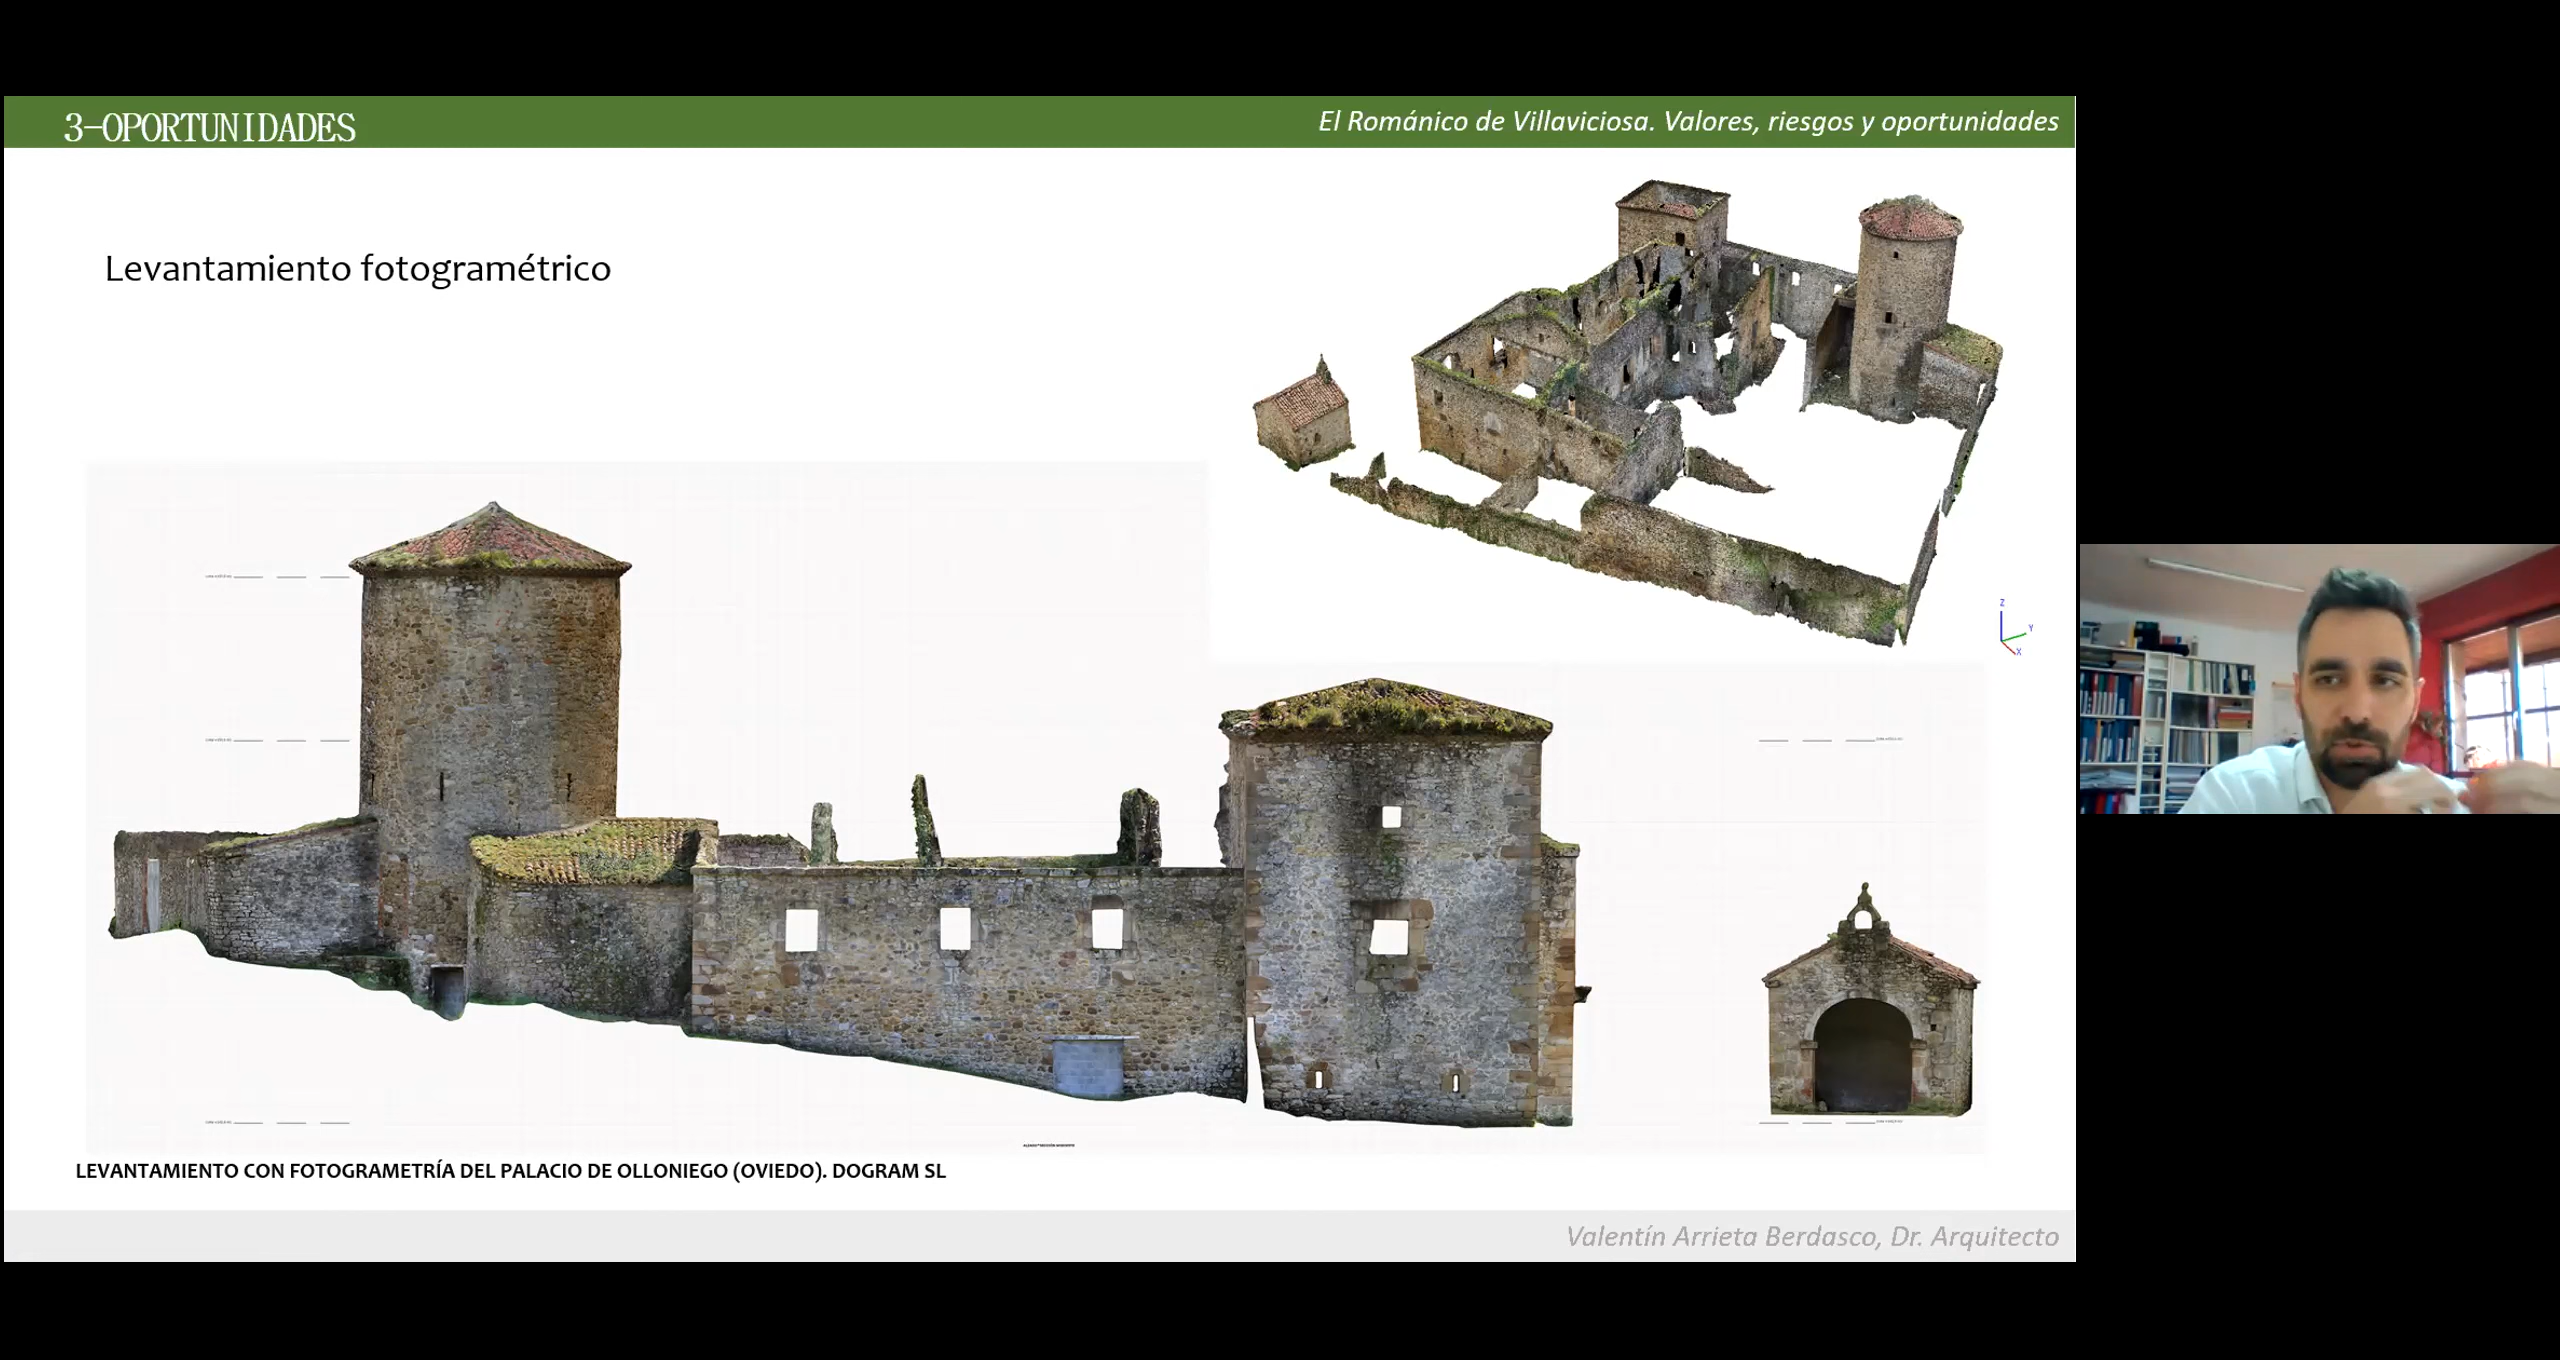 3-OPORTUNIDADES
El Románico de Villaviciosa. Valores, riesgos y oportunidades
Levantamiento fotogramétrico
Z
Y
X
LEVANTAMIENTO CON FOTOGRAMETRÍA DEL PALACIO DE OLLONIEGO (OVIEDO). DOGRAM SL
Valentín Arrieta Berdasco, Dr. Arquitecto